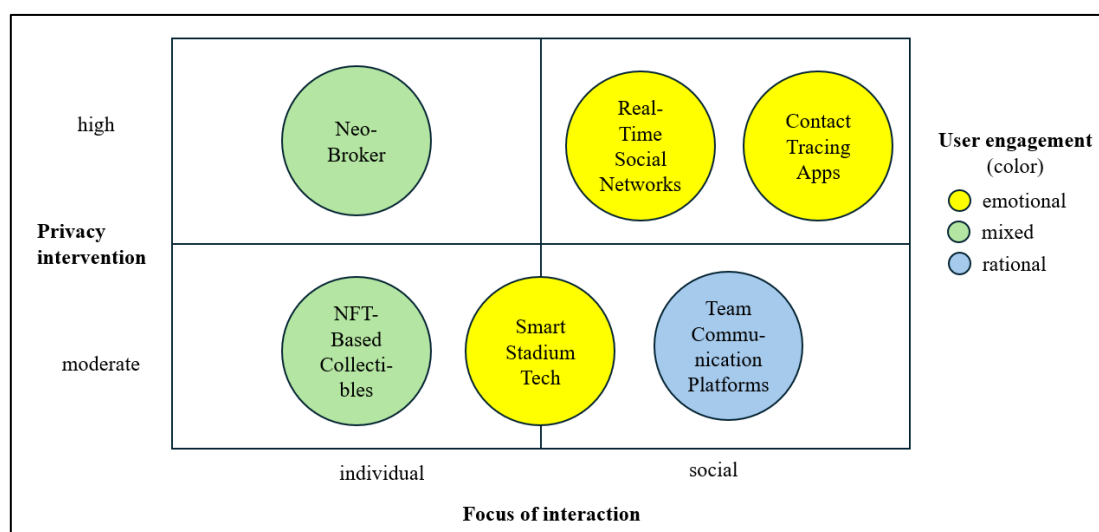 high
Neo-
Broker
Real-
Time
Social
Networks
Contact
Tracing
Apps
User engagement
(color)
emotional
mixed
rational
Privacy
intervention
moderate
NFT-
Based
Collecti-
bles
Smart
Stadium
Tech
Team
Commu-
nication
Platforms
individual
social
Focus of interaction